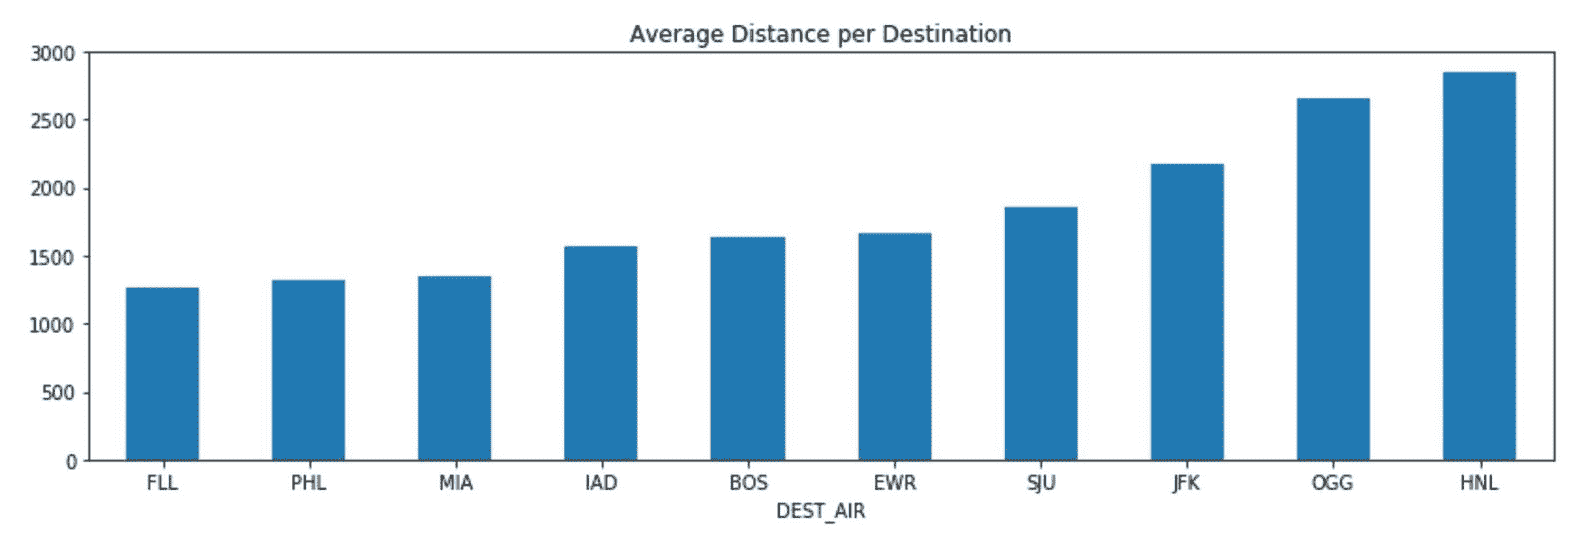 Average Distance per Destination
3000
2500
2000
1500
1000
500
0
FLL PHL MIA IAD BOS EWR SJU JFK OGG HNL
DEST_AIR